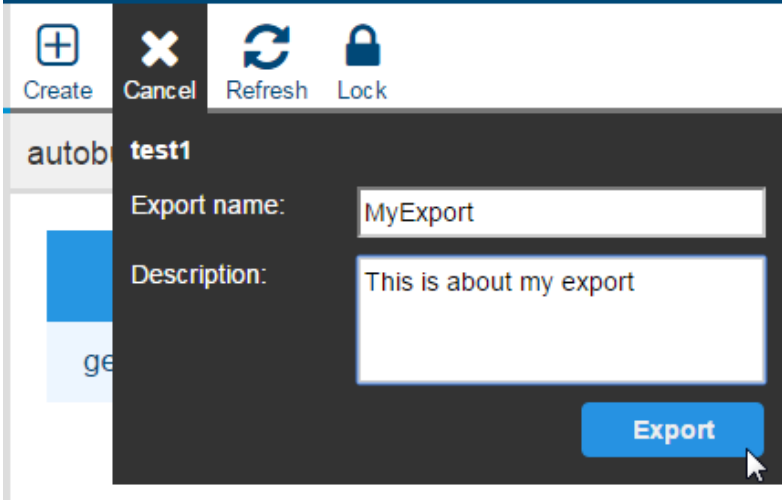 Create Cancel Refresh Lock
test1
Export name: MyExport
Description: This is about my export
Export